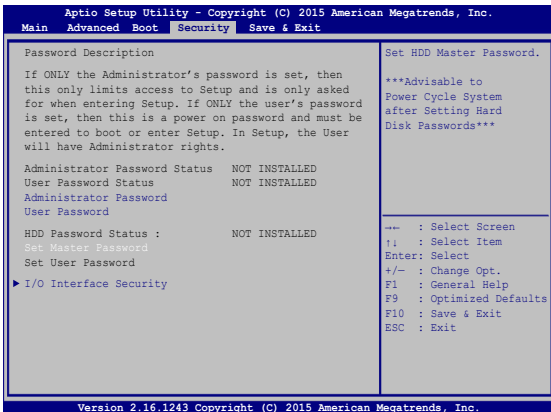 Aptio Setup Utility - Copyright (C) 2015 American Megatrends, Inc.
Main Advanced Boot Security Save & Exit
Password Description
If ONLY the Administrator's password is set, then
this only limits access to Setup and is only asked
for when entering Setup. If ONLY the user's password
is set, then this is a power on password and must be
entered to boot or enter Setup. In Setup, the User
will have Administrator rights.
Administrator Password Status NOT INSTALLED
User Password Status NOT INSTALLED
Administrator Password
User Password
HDD Password Status : NOT INSTALLED
Set Master Password
Set User Password
▶ I/O Interface Security
Set HDD Master Password.
***Advisable to
Power Cycle System
after Setting Hard
Disk Passwords***
→← : Select Screen
↑↓ : Select Item
Enter: Select
+/— : Change Opt.
F1 : General Help
F9 : Optimized Defaults
F10 : Save & Exit
ESC : Exit
Version 2.16.1243 Copyright (C) 2015 American Megatrends, Inc.